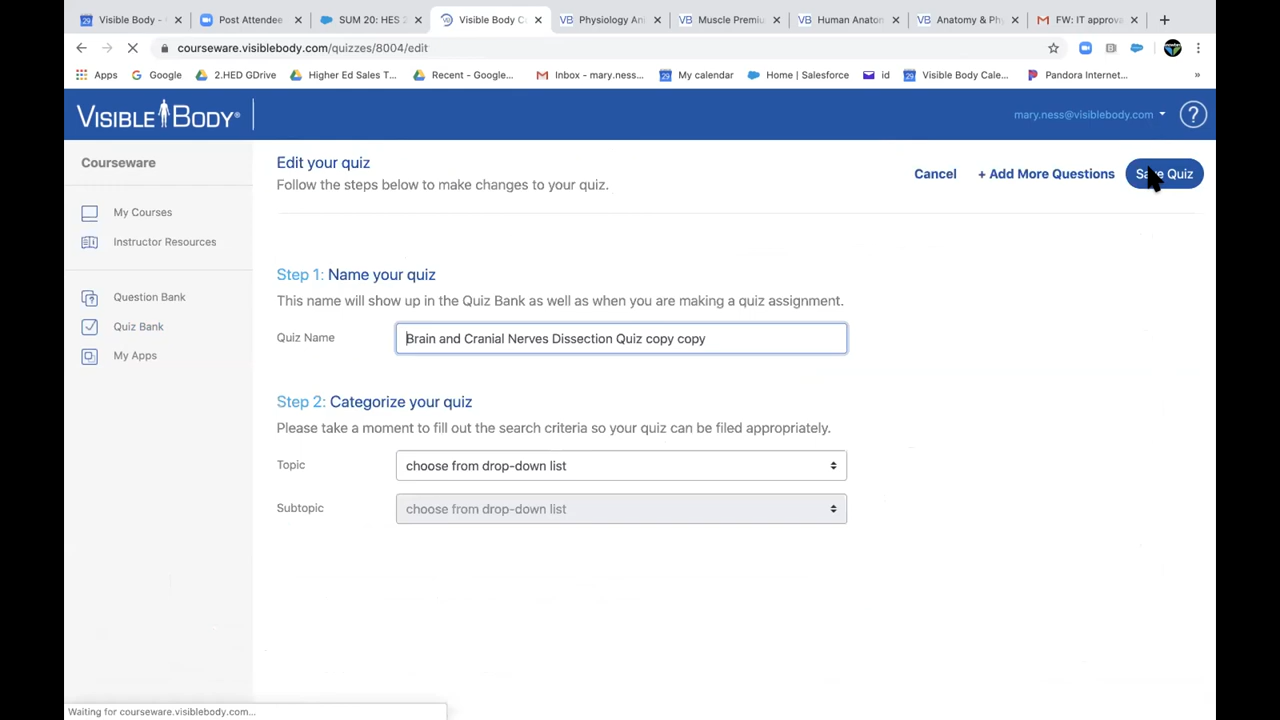 Visible Body -
Post Attendee
SUM 20: HES 2
Visible Body C
VB Physiology Ani
VB Muscle Premiu
VB Human Anaton
VB Anatomy & Phy
FW: IT approva
courseware.visiblebody.com/quizzes/8004/edit
Apps
Google
2.HED GDrive
Higher Ed Sales T...
Recent - Google...
Inbox - mary.ness...
My calendar
Home | Salesforce
id
Visible Body Cale...
Pandora Internet...
»
VISIBLE BODY®
mary.ness@visiblebody.com
?
Courseware
My Courses
Instructor Resources
Question Bank
Quiz Bank
My Apps
Edit your quiz
Follow the steps below to make changes to your quiz.
Cancel
+ Add More Questions
Save Quiz
Step 1: Name your quiz
This name will show up in the Quiz Bank as well as when you are making a quiz assignment.
Quiz Name
Brain and Cranial Nerves Dissection Quiz copy copy
Step 2: Categorize your quiz
Please take a moment to fill out the search criteria so your quiz can be filed appropriately.
Topic
choose from drop-down list
Subtopic
choose from drop-down list
Waiting for courseware.visiblebody.com...